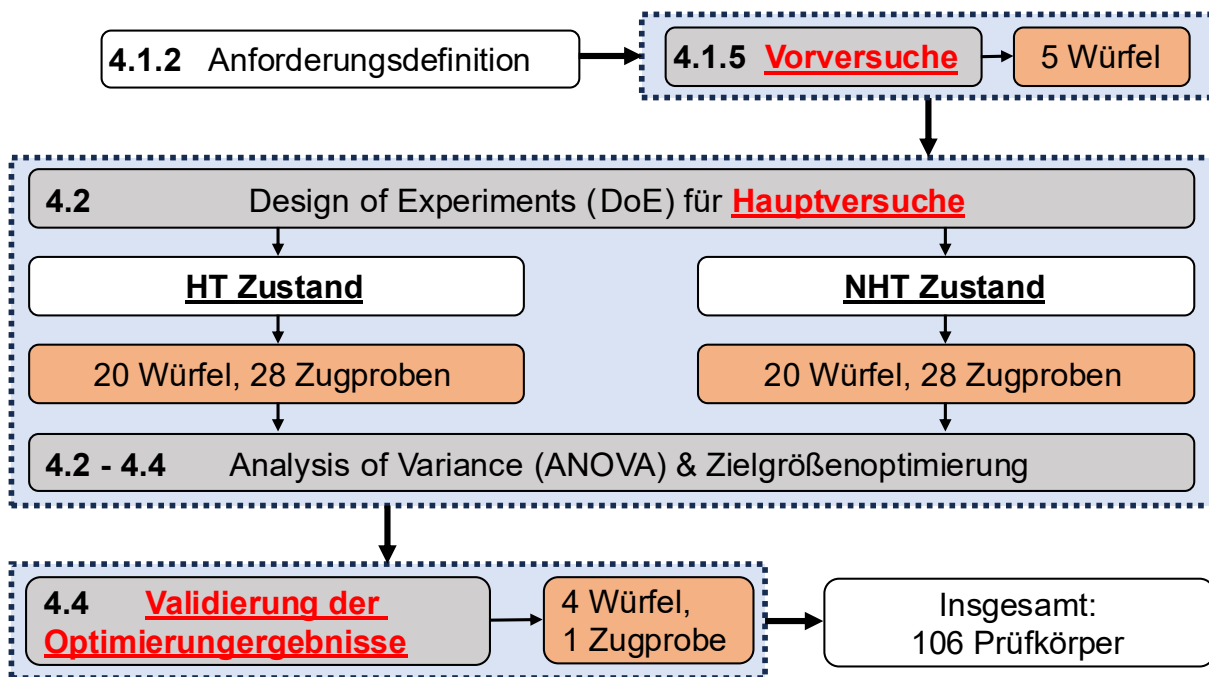 4.1.2 Anforderungsdefinition
4.1.5 Vorversuche
5 Würfel
4.2 Design of Experiments (DoE) für Hauptversuche
HT Zustand
NHT Zustand
20 Würfel, 28 Zugproben
20 Würfel, 28 Zugproben
4.2 - 4.4 Analysis of Variance (ANOVA) & Zielgrößenoptimierung
4.4 Validierung der
Optimierungergebnisse
4 Würfel,
1 Zugprobe
Insgesamt:
106 Prüfkörper